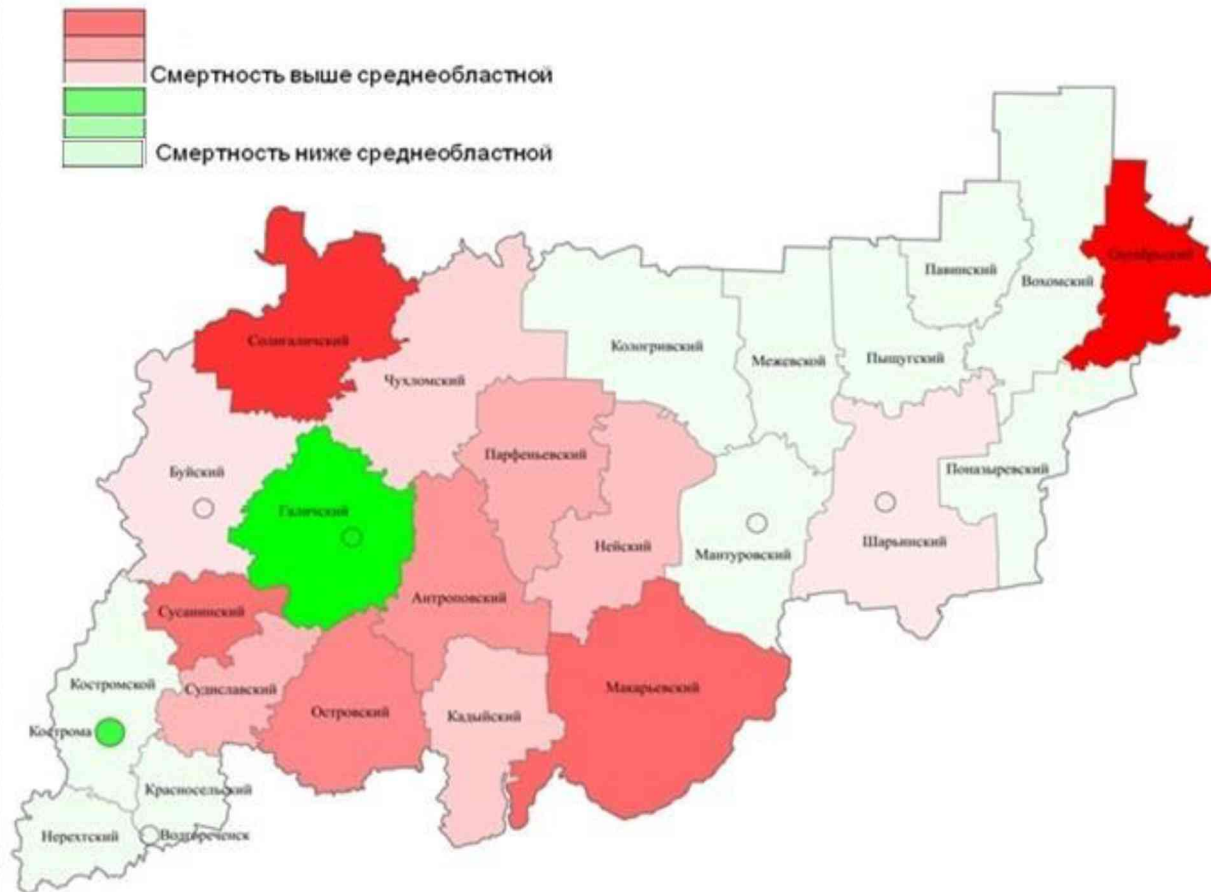 Смертность выше среднеобластной
Смертность ниже среднеобластной
Октябрьский
Павинский
Вохомский
Солигаличский
Кологривский
Межевской
Пыщугский
Чухломский
Парфеньевский
Буйский
Поназыревский
Галичский
Нейский
Мантуровский
Шарьинский
Антроповский
Сусанинский
Костромской
Судиславский
Макарьевский
Островский
Кадыйский
Кострома
Красносельский
Нерехтский
Волгореченск